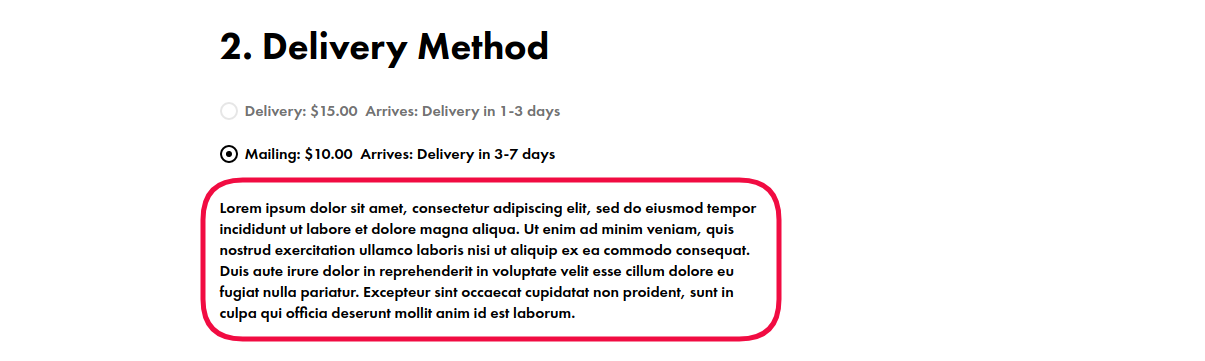 2. Delivery Method
Delivery: $15.00 Arrives: Delivery in 1-3 days
Mailing: $10.00 Arrives: Delivery in 3-7 days
Lorem ipsum dolor sit amet, consectetur adipiscing elit, sed do eiusmod tempor
incididunt ut labore et dolore magna aliqua. Ut enim ad minim veniam, quis
nostrud exercitation ullamco laboris nisi ut aliquip ex ea commodo consequat.
Duis aute irure dolor in reprehenderit in voluptate velit esse cillum dolore eu
fugiat nulla pariatur. Excepteur sint occaecat cupidatat non proident, sunt in
culpa qui officia deserunt mollit anim id est laborum.